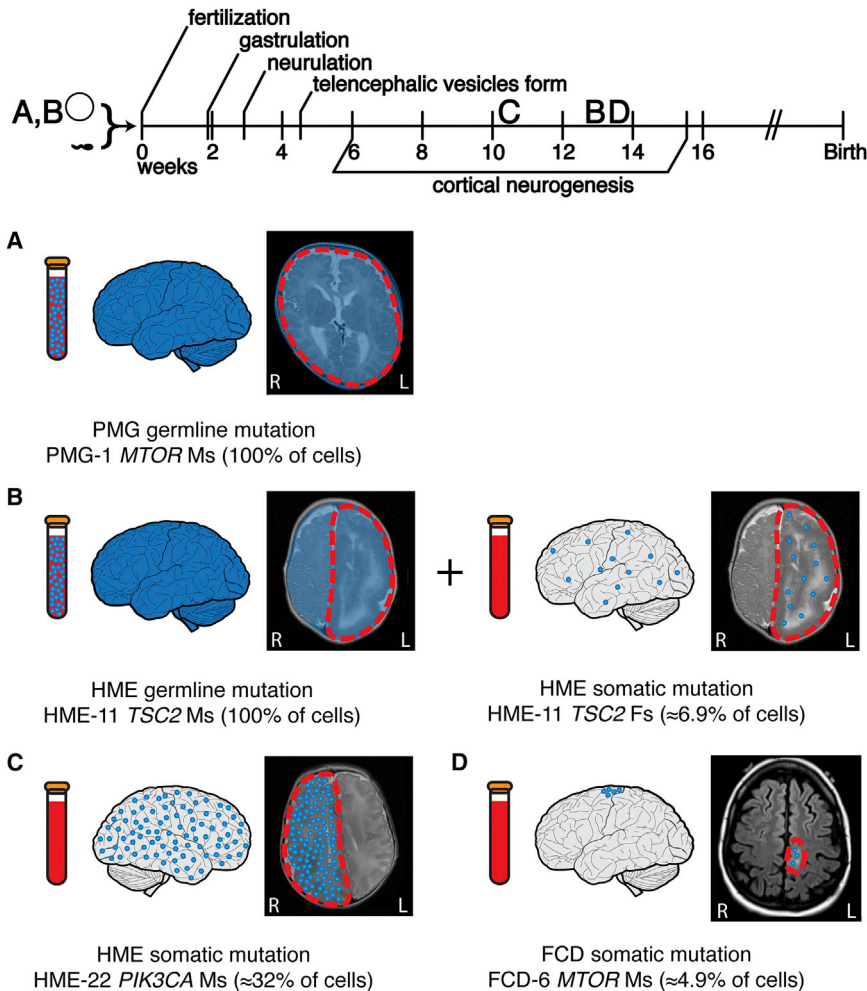 fertilization
gastrulation
neurulation
telencephalic vesicles form
A,B
C
B D
0 2 4 6 8 10 12 14 16 Birth
weeks
cortical neurogenesis
A
R L
PMG germline mutation
PMG-1 MTOR Ms (100% of cells)
B
R L
+
R L
HME germline mutation
HME-11 TSC2 Ms (100% of cells)
HME somatic mutation
HME-11 TSC2 Fs (≈6.9% of cells)
C
R L
HME somatic mutation
HME-22 PIK3CA Ms (≈32% of cells)
D
R L
FCD somatic mutation
FCD-6 MTOR Ms (≈4.9% of cells)